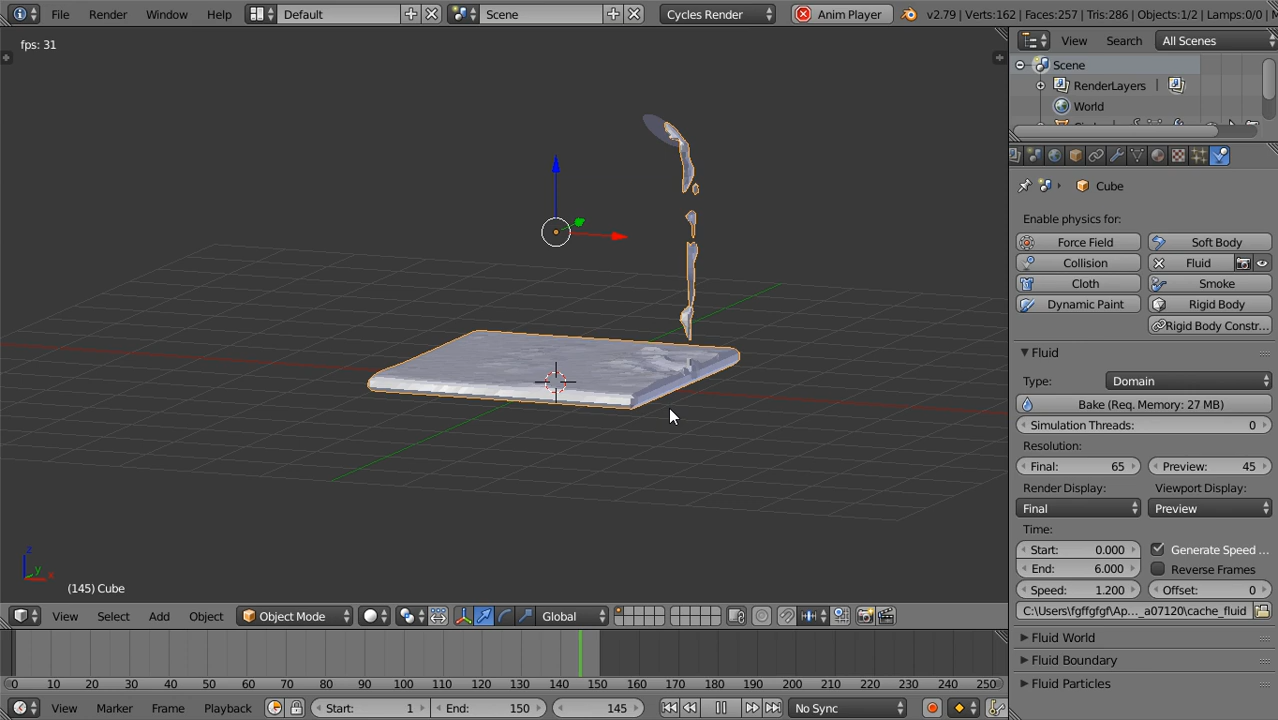 File Render Window Help Default Scene Cycles Render Anim Player v2.79 | Verts:162 | Faces:257 | Tris:286 | Objects:1/2 | Lamps:0/0 |
fps: 31
View Search All Scenes
Scene
RenderLayers
World
Cube
Enable physics for:
Force Field Soft Body
Collision Fluid
Cloth Smoke
Dynamic Paint Rigid Body
Rigid Body Constr...
Fluid
Type: Domain
Bake (Req. Memory: 27 MB)
Simulation Threads: 0
Resolution:
Final: 65 Preview: 45
Render Display: Viewport Display:
Final Preview
Time:
Start: 0.000 Generate Speed ...
End: 6.000 Reverse Frames
Speed: 1.200 Offset: 0
C:\Users\fgffgfgf\Ap..._a07120\cache_fluid
Fluid World
Fluid Boundary
Fluid Particles
z
y
x
(145) Cube
View Select Add Object Object Mode Global
0 10 20 30 40 50 60 70 80 90 100 110 120 130 140 150 160 170 180 190 200 210 220 230 240 250
View Marker Frame Playback Start: 1 End: 150 145 No Sync